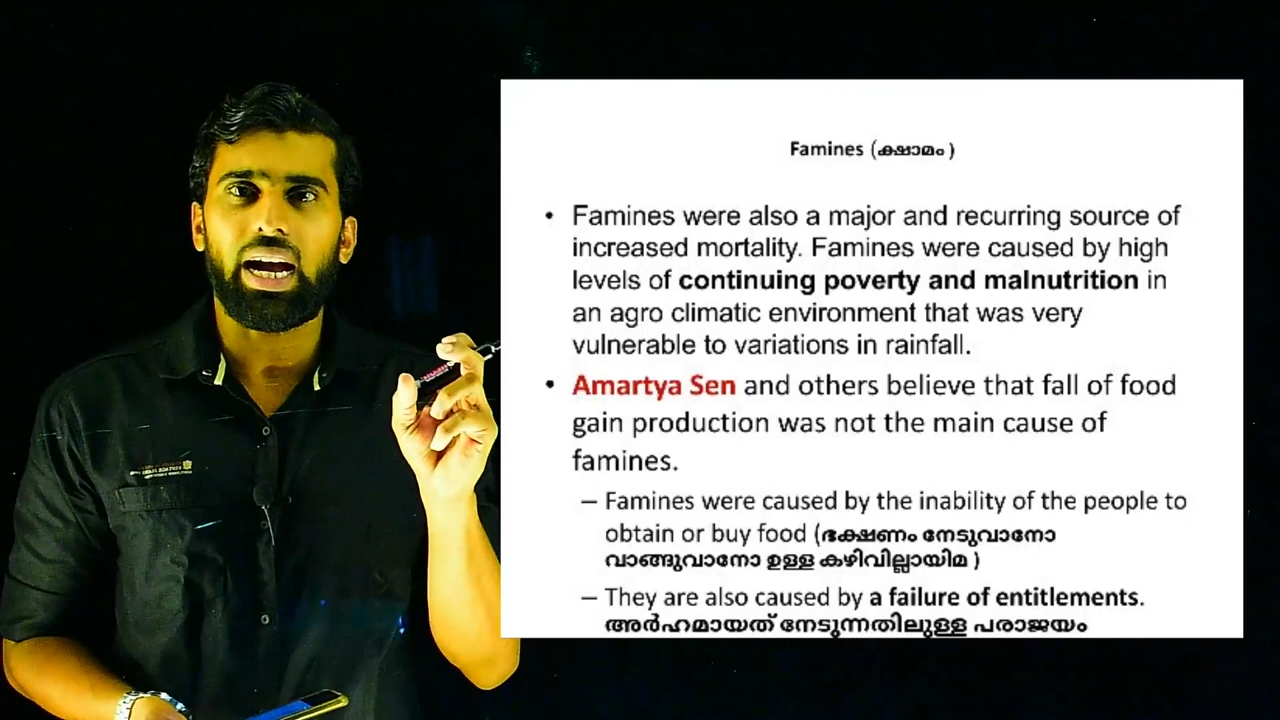 Famines (ക്ഷാമം )
• Famines were also a major and recurring source of
increased mortality. Famines were caused by high
levels of continuing poverty and malnutrition in
an agro climatic environment that was very
vulnerable to variations in rainfall.
• Amartya Sen and others believe that fall of food
gain production was not the main cause of
famines.
– Famines were caused by the inability of the people to
obtain or buy food (ഭക്ഷണം നേടുവാനോ
വാങ്ങുവാനോ ഉള്ള കഴിവില്ലായിമ )
– They are also caused by a failure of entitlements.
അർഹമായത് നേടുന്നതിലുള്ള പരാജയം